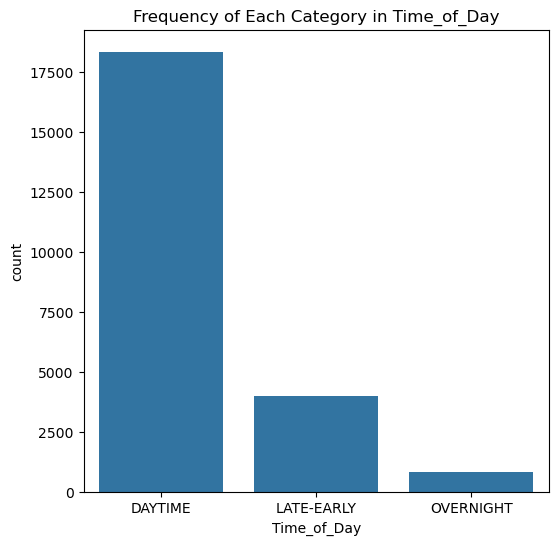 Frequency of Each Category in Time_of_Day
17500
15000
12500
10000
7500
5000
2500
0
count
DAYTIME LATE-EARLY OVERNIGHT
Time_of_Day